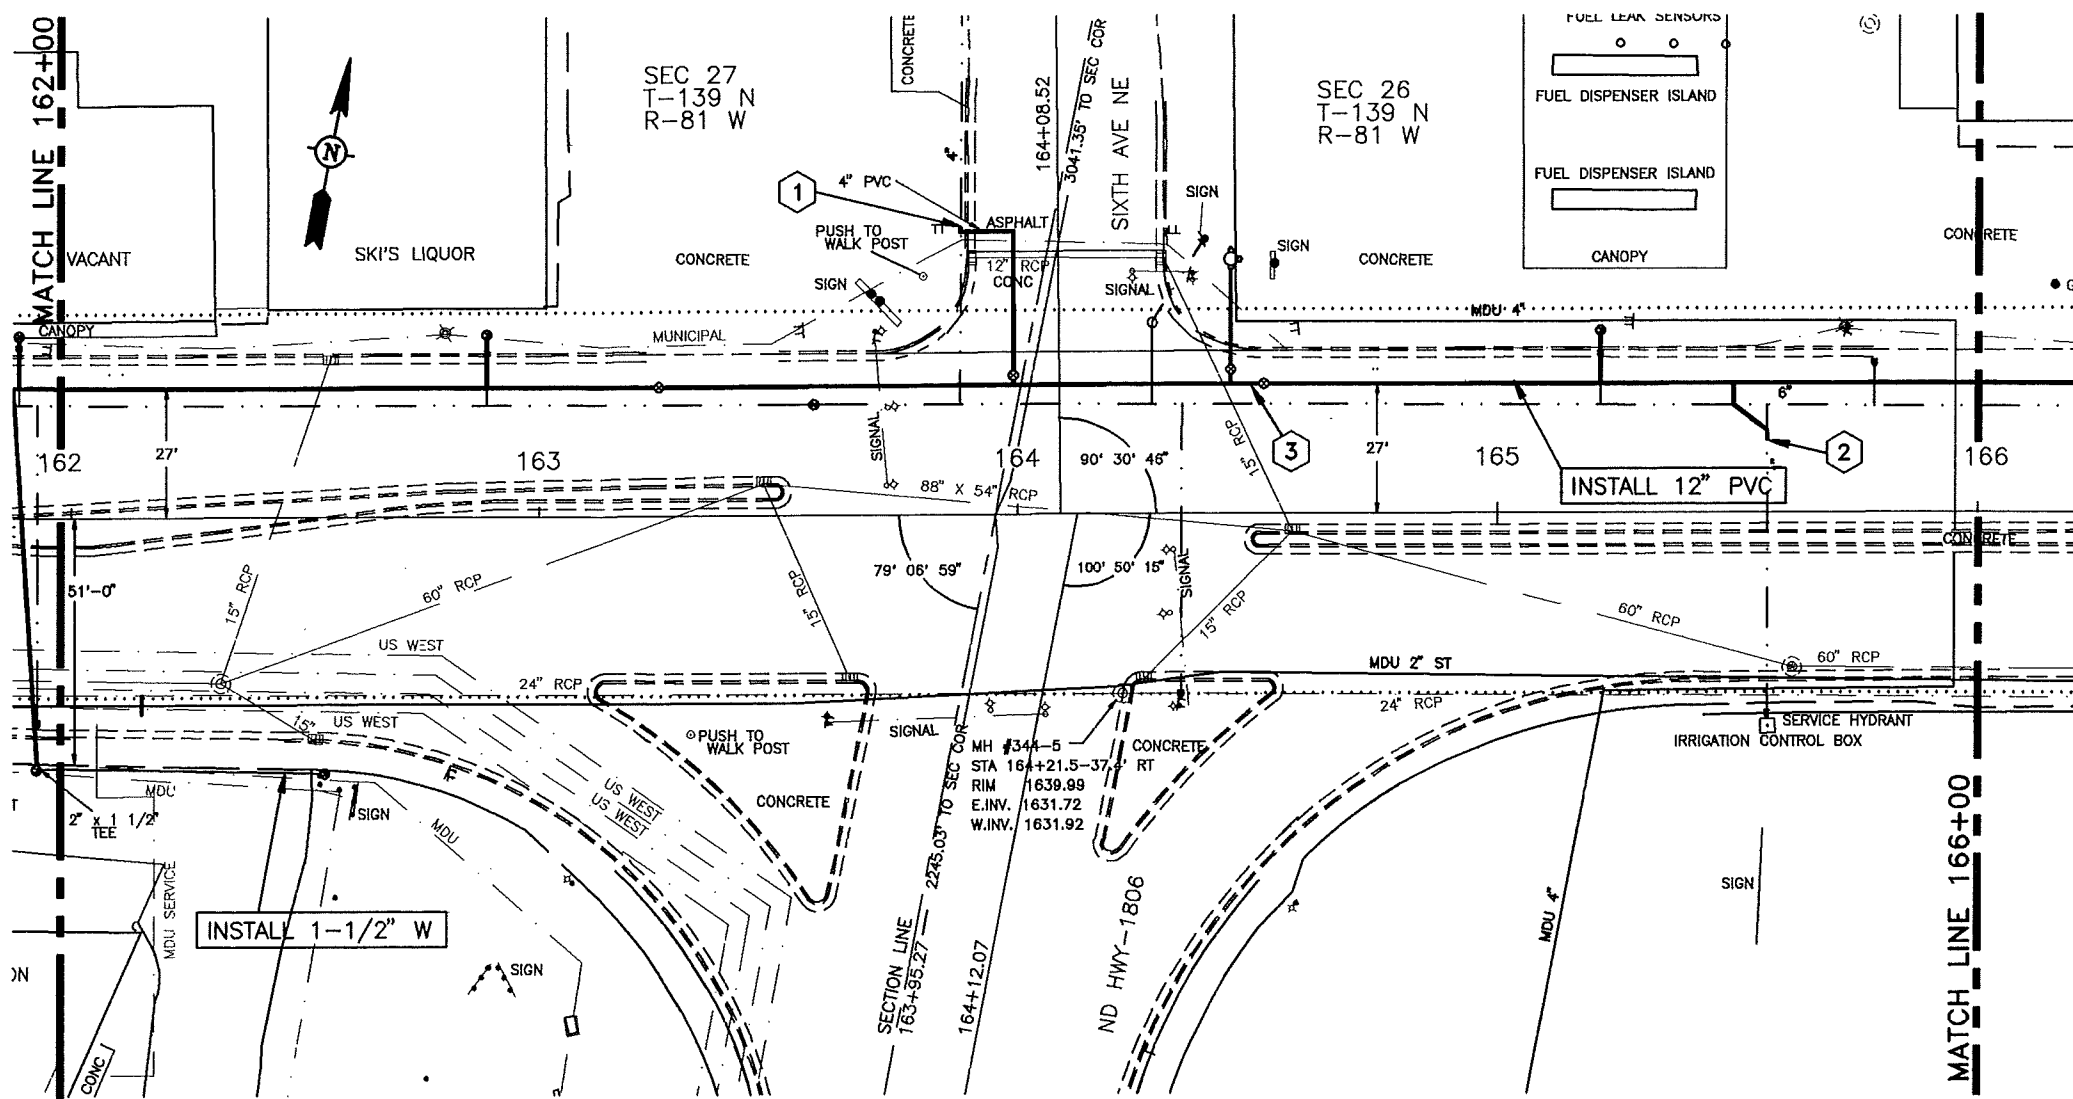 MATCH LINE 162+00
SEC 27
T-139 N
R-81 W
CONCRETE
4"
164+08.52
3041.35' TO SEC COR
SIXTH AVE NE
SEC 26
T-139 N
R-81 W
FUEL LEAK SENSORS
FUEL DISPENSER ISLAND
FUEL DISPENSER ISLAND
CANOPY
CONCRETE
N
1
4" PVC
ASPHALT
PUSH TO
WALK POST
SIGN
SIGN
VACANT
SKI'S LIQUOR
CONCRETE
12" RCP
CONC
SIGN
SIGNAL
CONCRETE
MDU 4"
CANOPY
MUNICIPAL
G
162
27'
163
SIGNAL
164
90' 30' 46"
15" RCP
3
27'
165
6"
2
166
INSTALL 12" PVC
88" X 54" RCP
CONCRETE
51'-0"
15" RCP
60" RCP
15" RCP
79' 06' 59"
100' 50' 15"
SIGNAL
15" RCP
60" RCP
US WEST
MDU 2" ST
60" RCP
24" RCP
24" RCP
15"
US WEST
PUSH TO
WALK POST
SIGNAL
MH #344-5
STA 164+21.5-37.4' RT
RIM 1639.99
E.INV. 1631.72
W.INV. 1631.92
CONCRETE
SERVICE HYDRANT
IRRIGATION CONTROL BOX
MDU
2" x 1 1/2"
TEE
SIGN
MDU
US WEST
US WEST
CONCRETE
2245.03' TO SEC COR
MDU SERVICE
INSTALL 1-1/2" W
SIGN
SECTION LINE
163+95.27
164+12.07
ND HWY-1806
MDU 4"
SIGN
MATCH LINE 166+00
T
ON
CONC